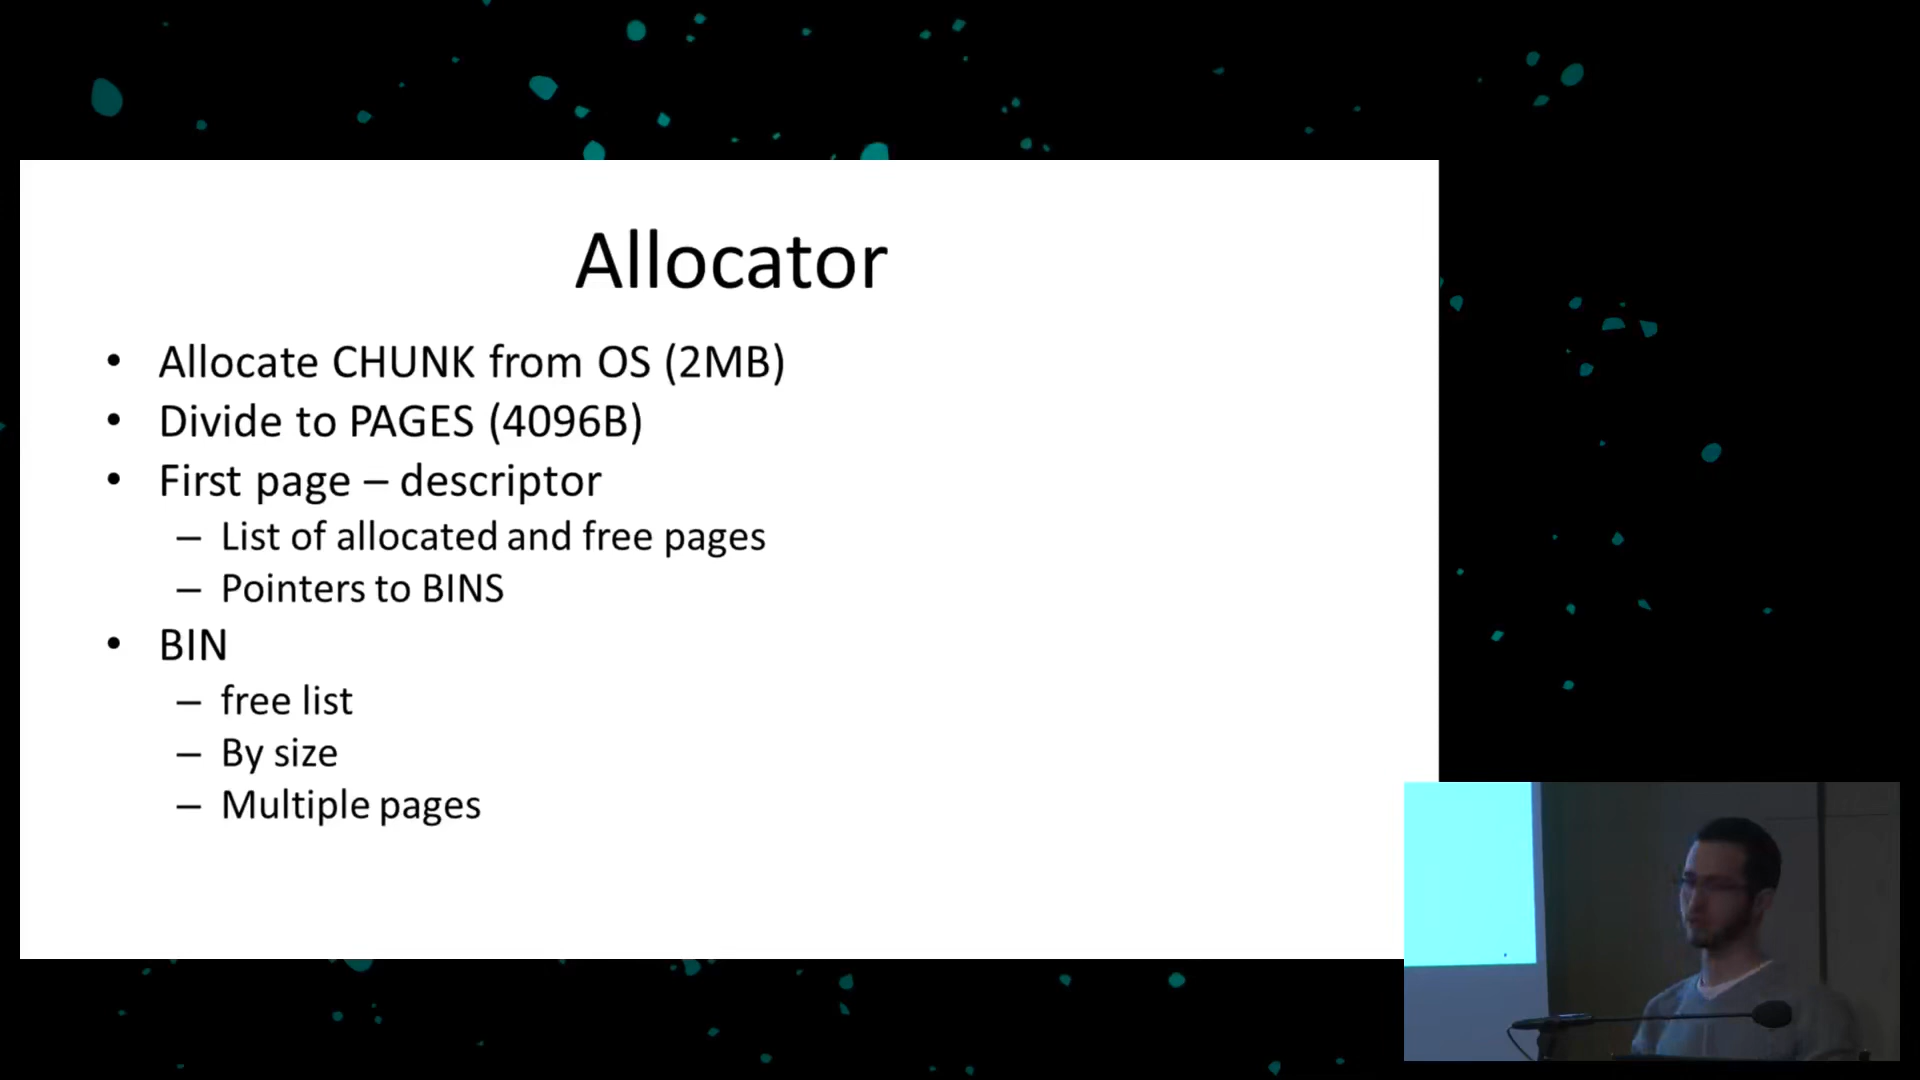 Allocator
• Allocate CHUNK from OS (2MB)
• Divide to PAGES (4096B)
• First page – descriptor
– List of allocated and free pages
– Pointers to BINS
• BIN
– free list
– By size
– Multiple pages